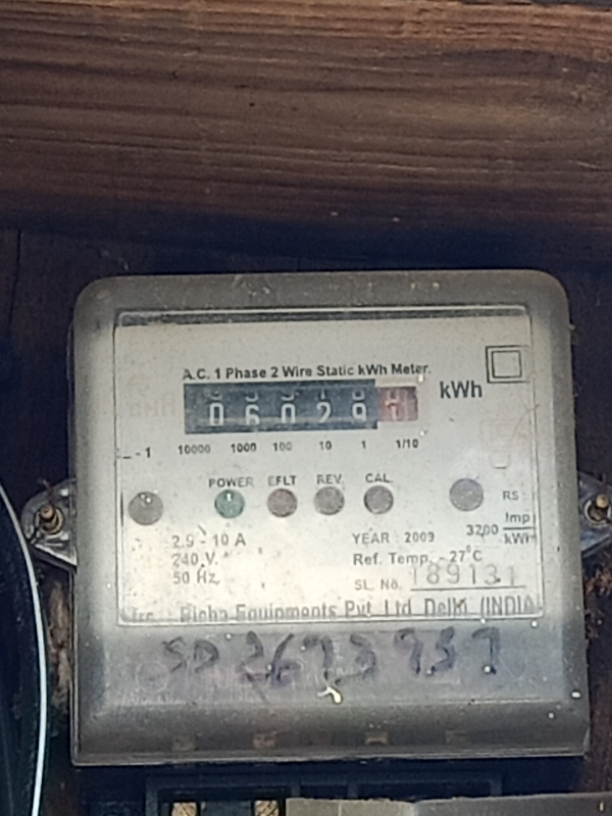 A.C. 1 Phase 2 Wire Static kWh Meter.
0 6 0 2 9 1 kWh
10000 1000 100 10 1 1/10
POWER EFLT REV. CAL
RS :
3200 Imp/kWh
2.5 - 10 A YEAR : 2009
240 V. Ref. Temp. - 27°C
50 Hz. SL. No. 189131
Equipments Pvt. Ltd. Delhi (INDIA